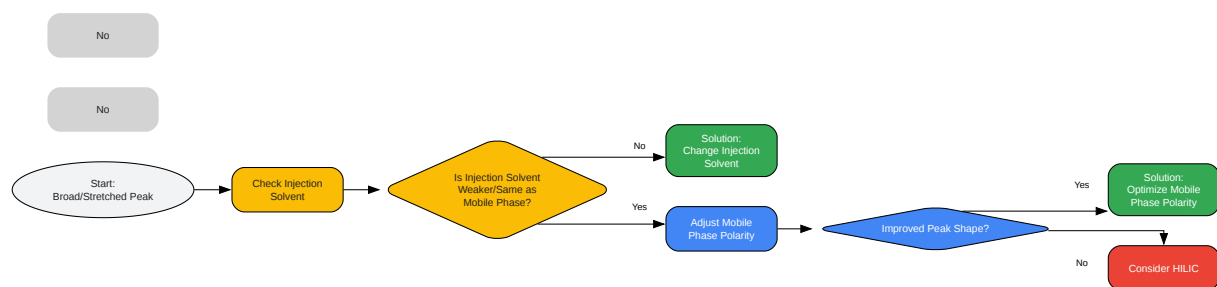 No
No
Start:
Broad/Stretched Peak
Check Injection
Solvent
Is Injection Solvent
Weaker/Same as
Mobile Phase?
No
Solution:
Change Injection
Solvent
Yes
Adjust Mobile
Phase Polarity
Improved Peak Shape?
Yes
Solution:
Optimize Mobile
Phase Polarity
No
Consider HILIC